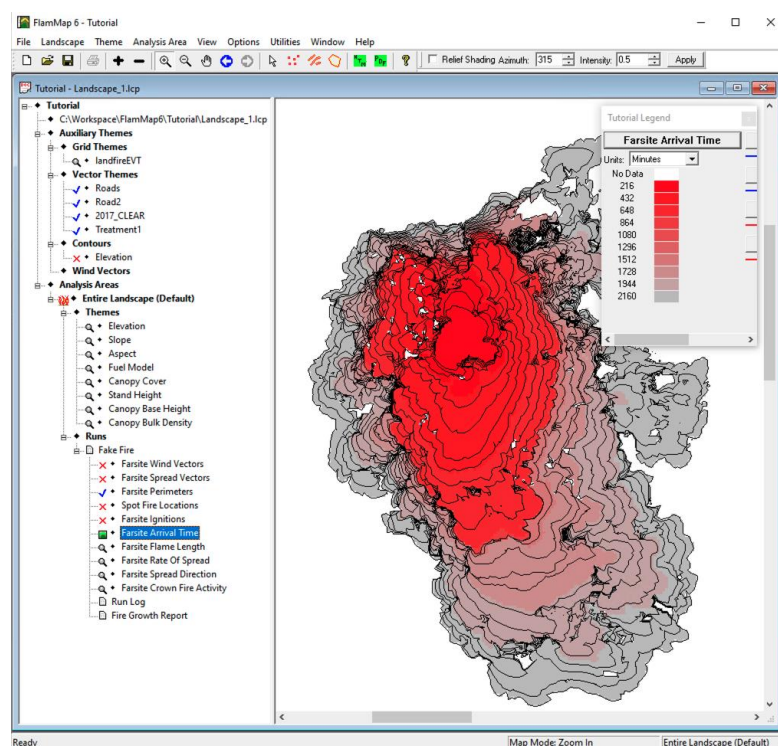 FlamMap 6 - Tutorial
File Landscape Theme Analysis Area View Options Utilities Window Help
Relief Shading Azimuth: 315 Intensity: 0.5 Apply
Tutorial - Landscape_1.lcp
Tutorial
C:\Workspace\FlamMap6\Tutorial\Landscape_1.lcp
Auxiliary Themes
Grid Themes
landfireEVT
Vector Themes
Roads
Road2
2017_CLEAR
Treatment1
Contours
Elevation
Wind Vectors
Analysis Areas
Entire Landscape (Default)
Themes
Elevation
Slope
Aspect
Fuel Model
Canopy Cover
Stand Height
Canopy Base Height
Canopy Bulk Density
Runs
Fake Fire
Farsite Wind Vectors
Farsite Spread Vectors
Farsite Perimeters
Spot Fire Locations
Farsite Ignitions
Farsite Arrival Time
Farsite Flame Length
Farsite Rate Of Spread
Farsite Spread Direction
Farsite Crown Fire Activity
Run Log
Fire Growth Report
Tutorial Legend
Farsite Arrival Time
Units: Minutes
No Data
216
432
648
864
1080
1296
1512
1728
1944
2160
Ready Map Mode: Zoom In Entire Landscape (Default)